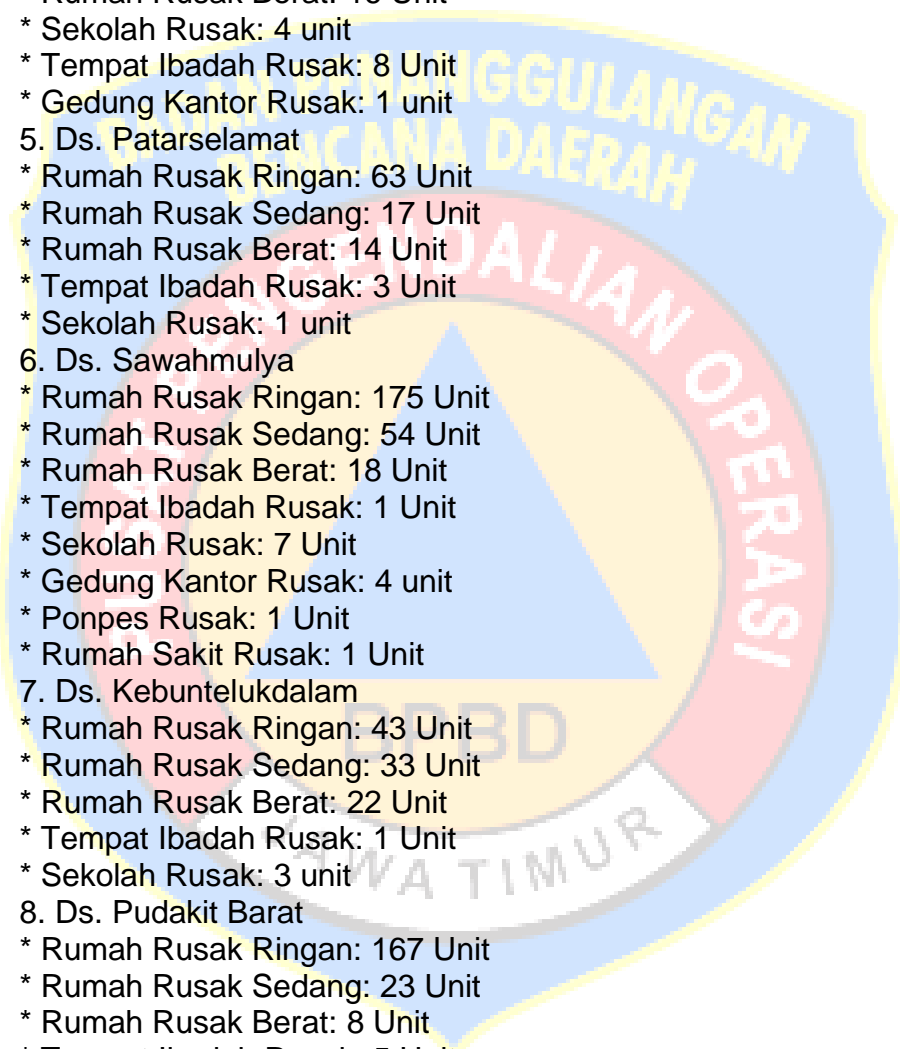 * Sekolah Rusak: 4 unit
* Tempat Ibadah Rusak: 8 Unit
* Gedung Kantor Rusak: 1 unit
5. Ds. Patarselamat
* Rumah Rusak Ringan: 63 Unit
* Rumah Rusak Sedang: 17 Unit
* Rumah Rusak Berat: 14 Unit
* Tempat Ibadah Rusak: 3 Unit
* Sekolah Rusak: 1 unit
6. Ds. Sawahmulya
* Rumah Rusak Ringan: 175 Unit
* Rumah Rusak Sedang: 54 Unit
* Rumah Rusak Berat: 18 Unit
* Tempat Ibadah Rusak: 1 Unit
* Sekolah Rusak: 7 Unit
* Gedung Kantor Rusak: 4 unit
* Ponpes Rusak: 1 Unit
* Rumah Sakit Rusak: 1 Unit
7. Ds. Kebuntelukdalam
* Rumah Rusak Ringan: 43 Unit
* Rumah Rusak Sedang: 33 Unit
* Rumah Rusak Berat: 22 Unit
* Tempat Ibadah Rusak: 1 Unit
* Sekolah Rusak: 3 unit
8. Ds. Pudakit Barat
* Rumah Rusak Ringan: 167 Unit
* Rumah Rusak Sedang: 23 Unit
* Rumah Rusak Berat: 8 Unit
BADAN PENANGGULANGAN
BENCANA DAERAH
PUSAT PENGENDALIAN OPERASI
BPBD
JAWA TIMUR